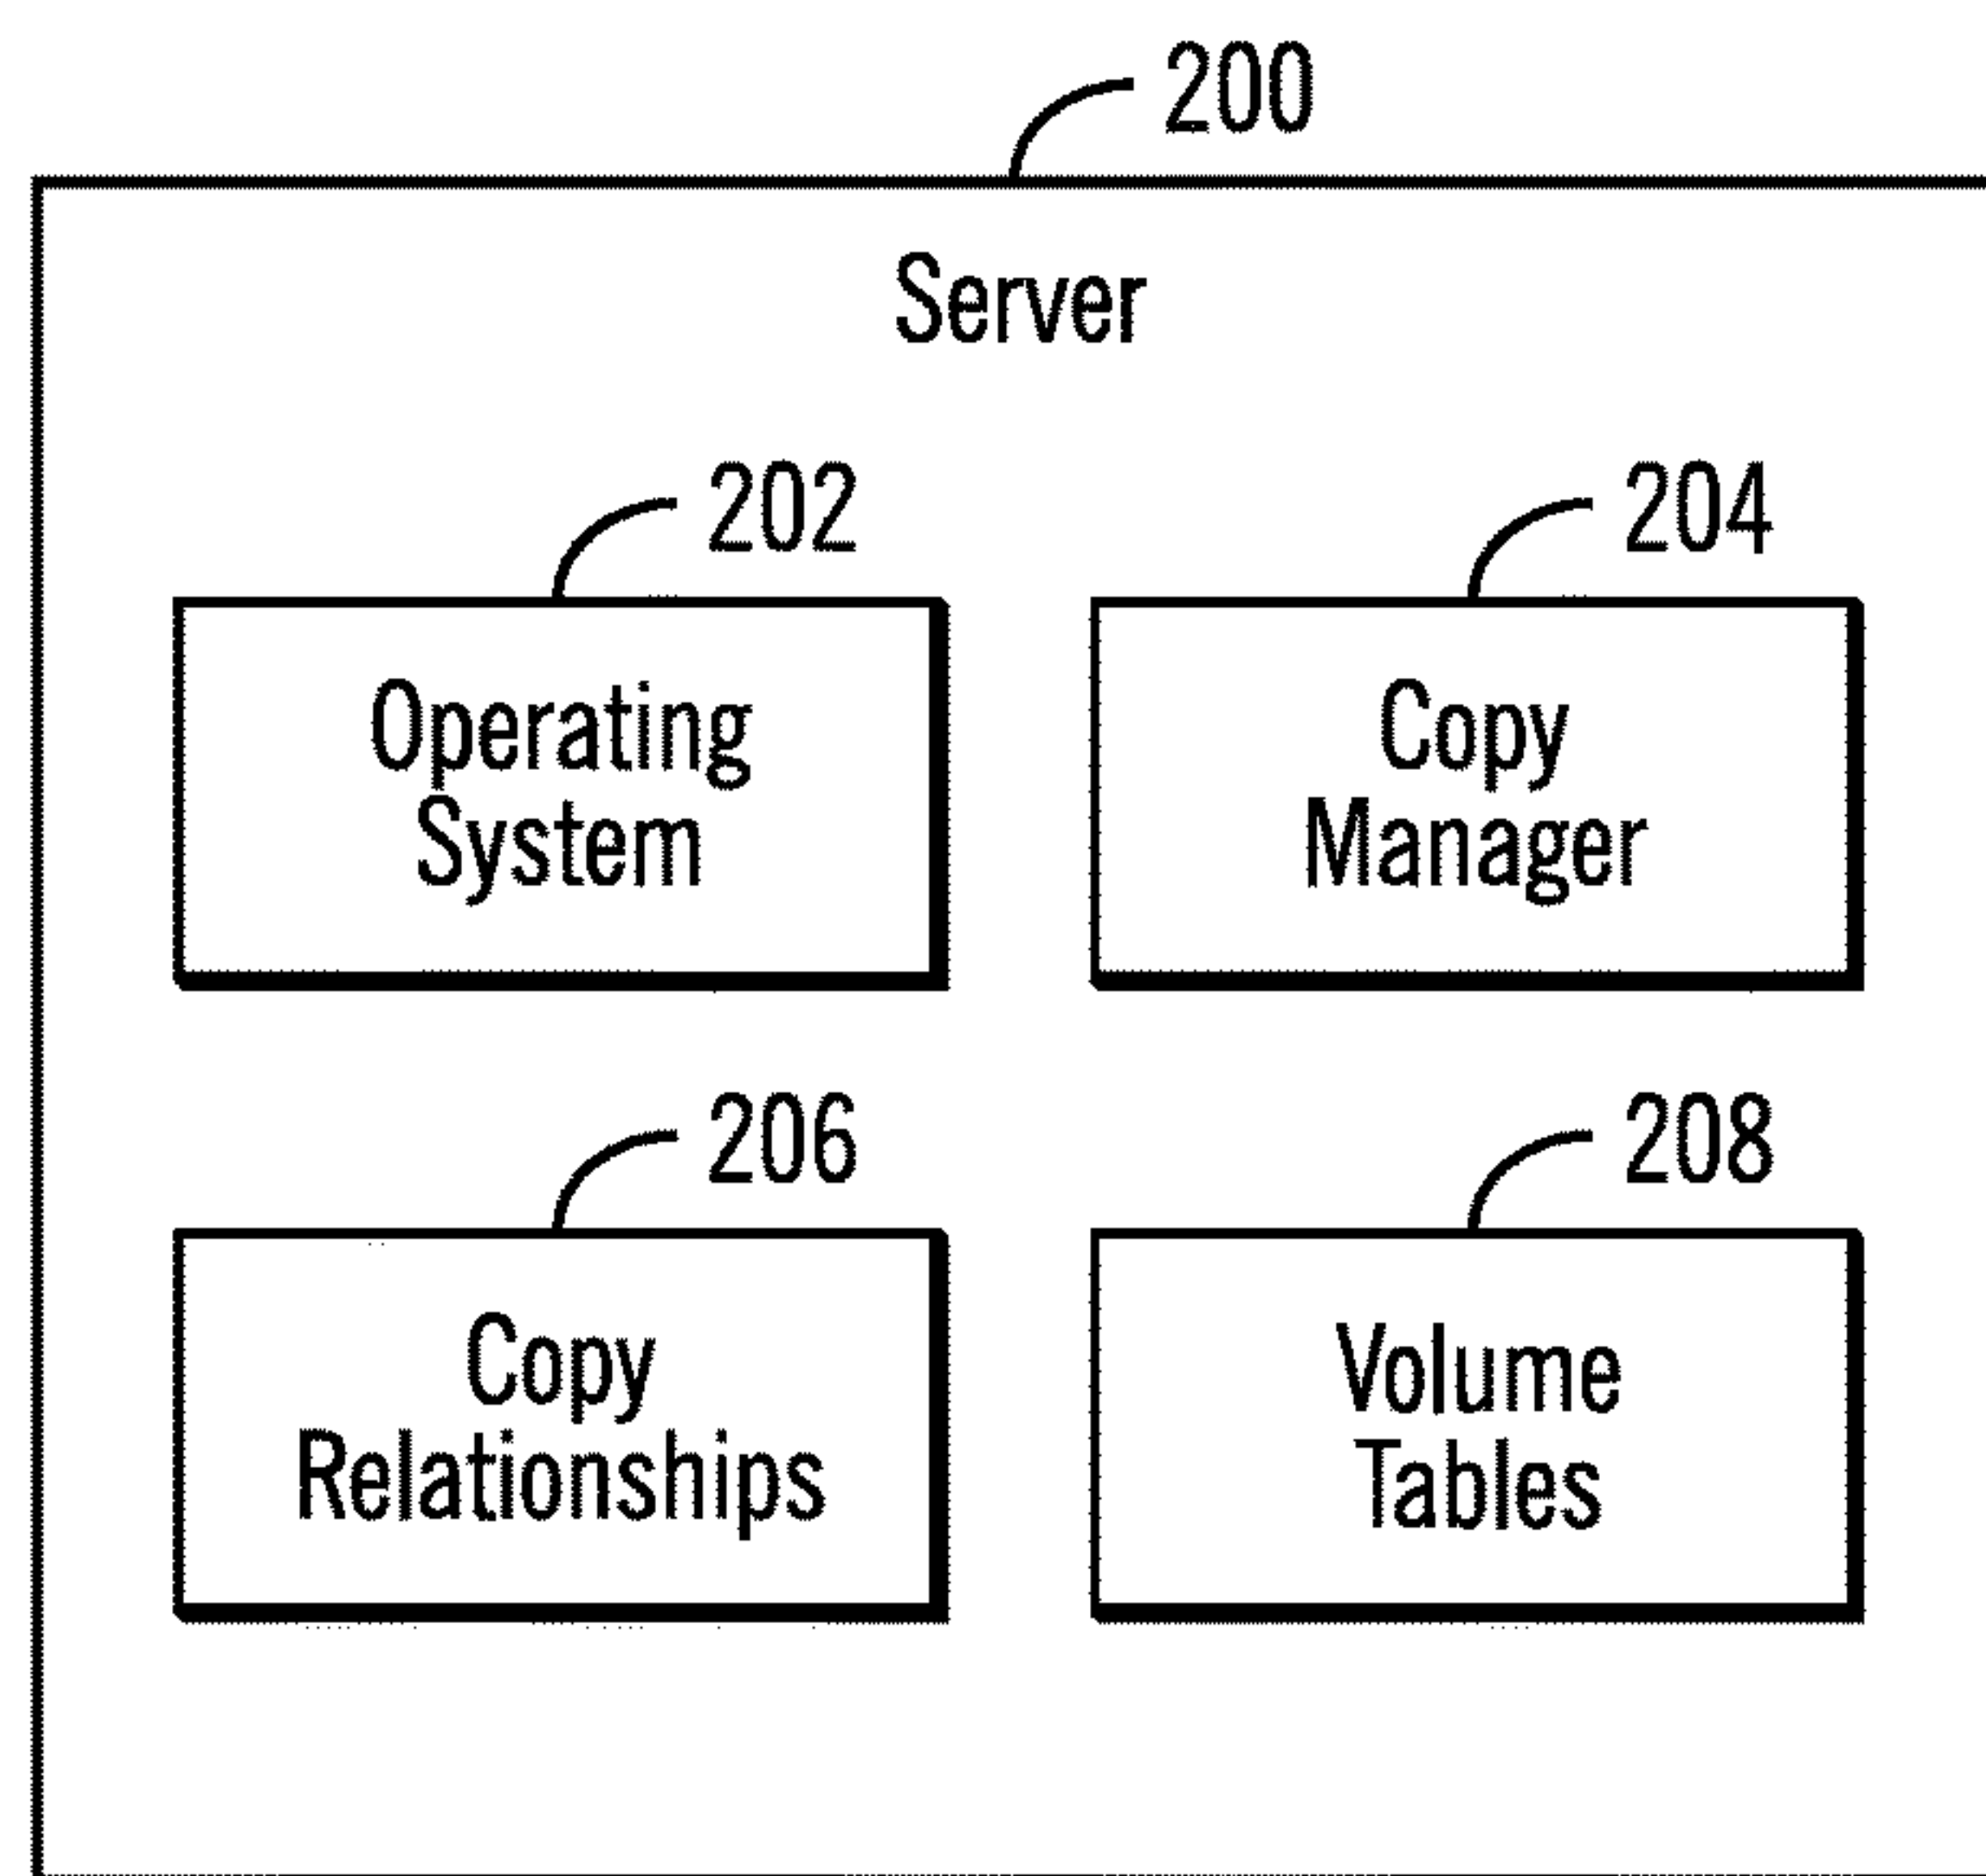 200
Server
202
204
Operating
System
Copy
Manager
206
208
Copy
Relationships
Volume
Tables